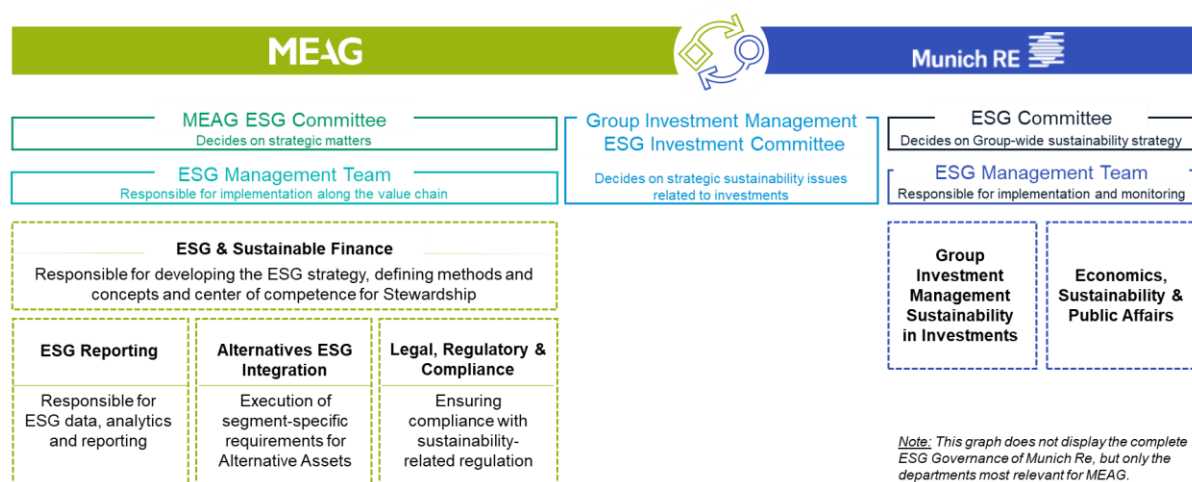 MEAG
Munich RE
MEAG ESG Committee
Decides on strategic matters
ESG Management Team
Responsible for implementation along the value chain
Group Investment Management
ESG Investment Committee
Decides on strategic sustainability issues
related to investments
ESG Committee
Decides on Group-wide sustainability strategy
ESG Management Team
Responsible for implementation and monitoring
ESG & Sustainable Finance
Responsible for developing the ESG strategy, defining methods and
concepts and center of competence for Stewardship
ESG Reporting
Responsible for
ESG data, analytics
and reporting
Alternatives ESG
Integration
Execution of
segment-specific
requirements for
Alternative Assets
Legal, Regulatory &
Compliance
Ensuring
compliance with
sustainability-
related regulation
Group
Investment
Management
Sustainability
in Investments
Economics,
Sustainability &
Public Affairs
Note: This graph does not display the complete
ESG Governance of Munich Re, but only the
departments most relevant for MEAG.